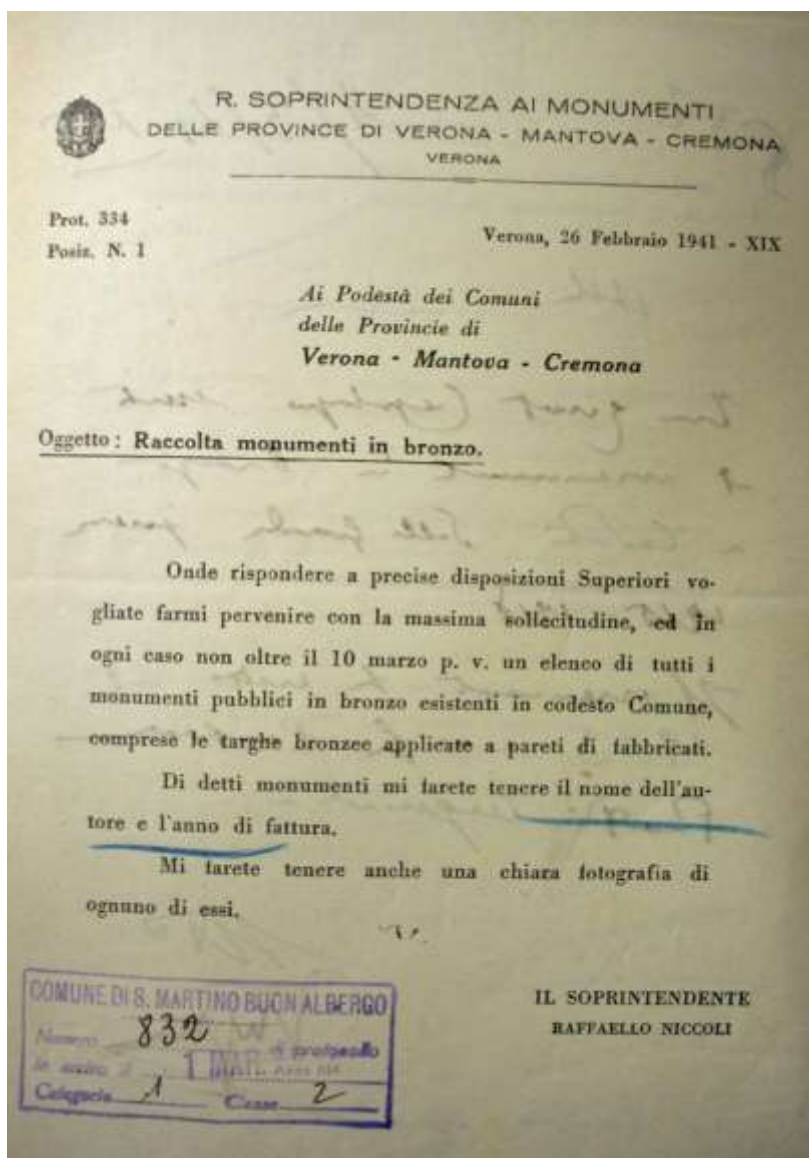 R. SOPRINTENDENZA AI MONUMENTI
DELLE PROVINCE DI VERONA - MANTOVA - CREMONA
VERONA
Prot. 334
Posiz. N. 1
Verona, 26 Febbraio 1941 - XIX
Ai Podestà dei Comuni
delle Provincie di
Verona - Mantova - Cremona
Oggetto: Raccolta monumenti in bronzo.
Onde rispondere a precise disposizioni Superiori vo-
gliate farmi pervenire con la massima sollecitudine, ed in
ogni caso non oltre il 10 marzo p. v. un elenco di tutti i
monumenti pubblici in bronzo esistenti in codesto Comune,
comprese le targhe bronzee applicate a pareti di fabbricati.
Di detti monumenti mi farete tenere il nome dell'au-
tore e l'anno di fattura.
Mi farete tenere anche una chiara fotografia di
ognuno di essi.
IL SOPRINTENDENTE
RAFFAELLO NICCOLI
COMUNE DI S. MARTINO BUON ALBERGO
Numero 832 di protocollo
1 MAR.
Categoria 1 Classe 2